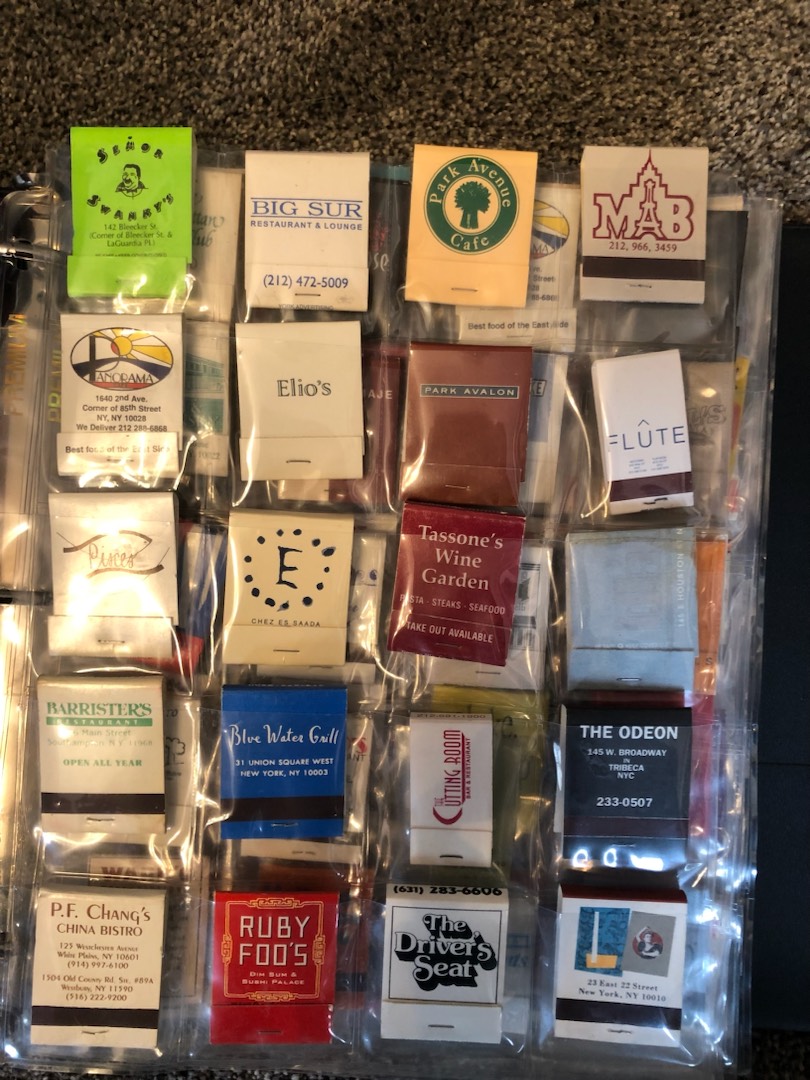 Señor
Swanky's
142 Bleecker St.
(Corner of Bleecker St. &
LaGuardia Pl.)
BIG SUR
RESTAURANT & LOUNGE
(212) 472-5009
Park Avenue
Cafe
MAB
212, 966, 3459
Best food of the East Side
PANORAMA
1640 2nd Ave.
Corner of 85th Street
NY, NY 10028
We Deliver 212 288-6868
Best food of the East Side
Elio's
PARK AVALON
FLÛTE
Pisces
E
CHEZ ES SAADA
Tassone's
Wine
Garden
PASTA - STEAKS - SEAFOOD
TAKE OUT AVAILABLE
BARRISTER'S
RESTAURANT
Main Street
Southampton N.Y. 11968
OPEN ALL YEAR
Blue Water Grill
31 UNION SQUARE WEST
NEW YORK, NY 10003
THE
CUTTING ROOM
BAR & RESTAURANT
THE ODEON
145 W. BROADWAY
IN
TRIBECA
NYC
233-0507
P.F. CHANG'S
CHINA BISTRO
125 Westchester Avenue
White Plains, NY 10601
(914) 997-6100
1504 Old Country Rd. Ste. #89A
Westbury, NY 11590
(516) 222-9200
RUBY
FOO'S
DIM SUM &
SUSHI PALACE
(631) 283-6606
The
Driver's
Seat
23 East 22 Street
New York, NY 10010